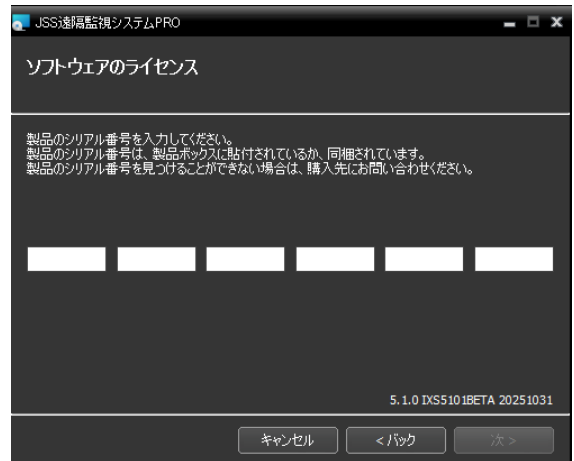 JSS遠隔監視システムPRO
ソフトウェアのライセンス
製品のシリアル番号を入力してください。
製品のシリアル番号は、製品ボックスに貼付されているか、同梱されています。
製品のシリアル番号を見つけることができない場合は、購入先にお問い合わせください。
5.1.0 IXS5101BETA 20251031
キャンセル
<バック
次 >